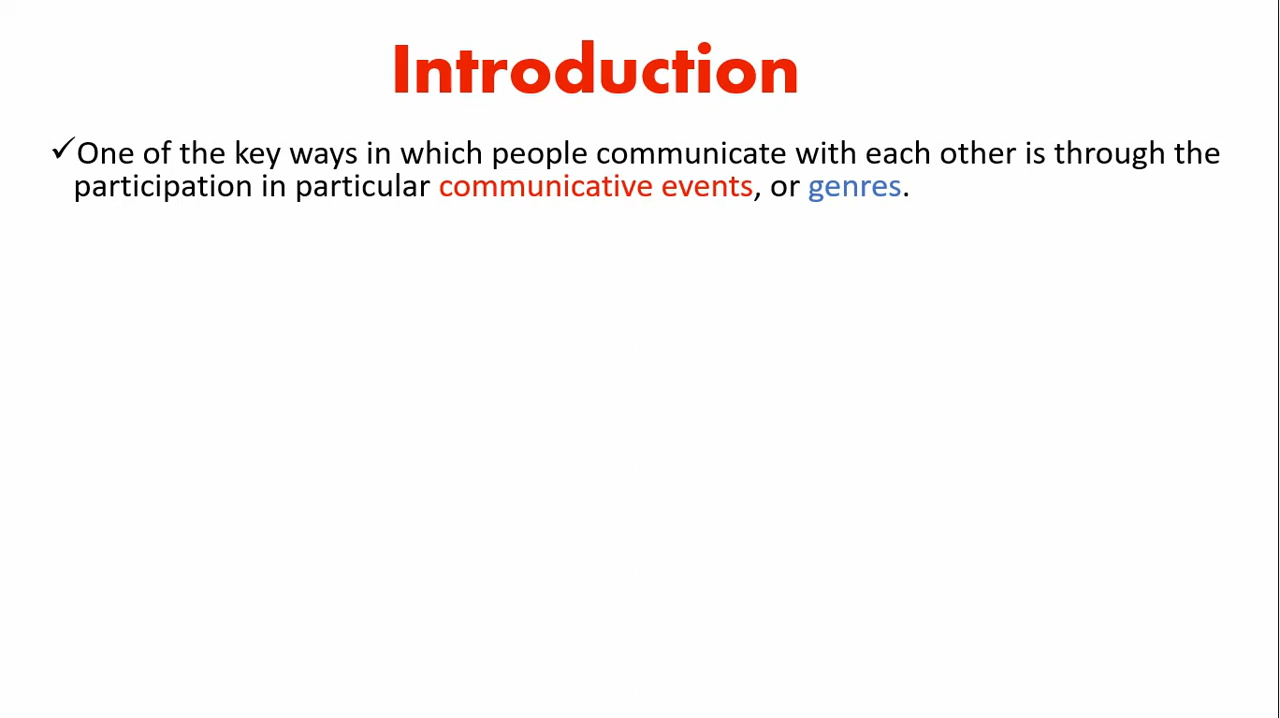 Introduction
✓One of the key ways in which people communicate with each other is through the
participation in particular communicative events, or genres.